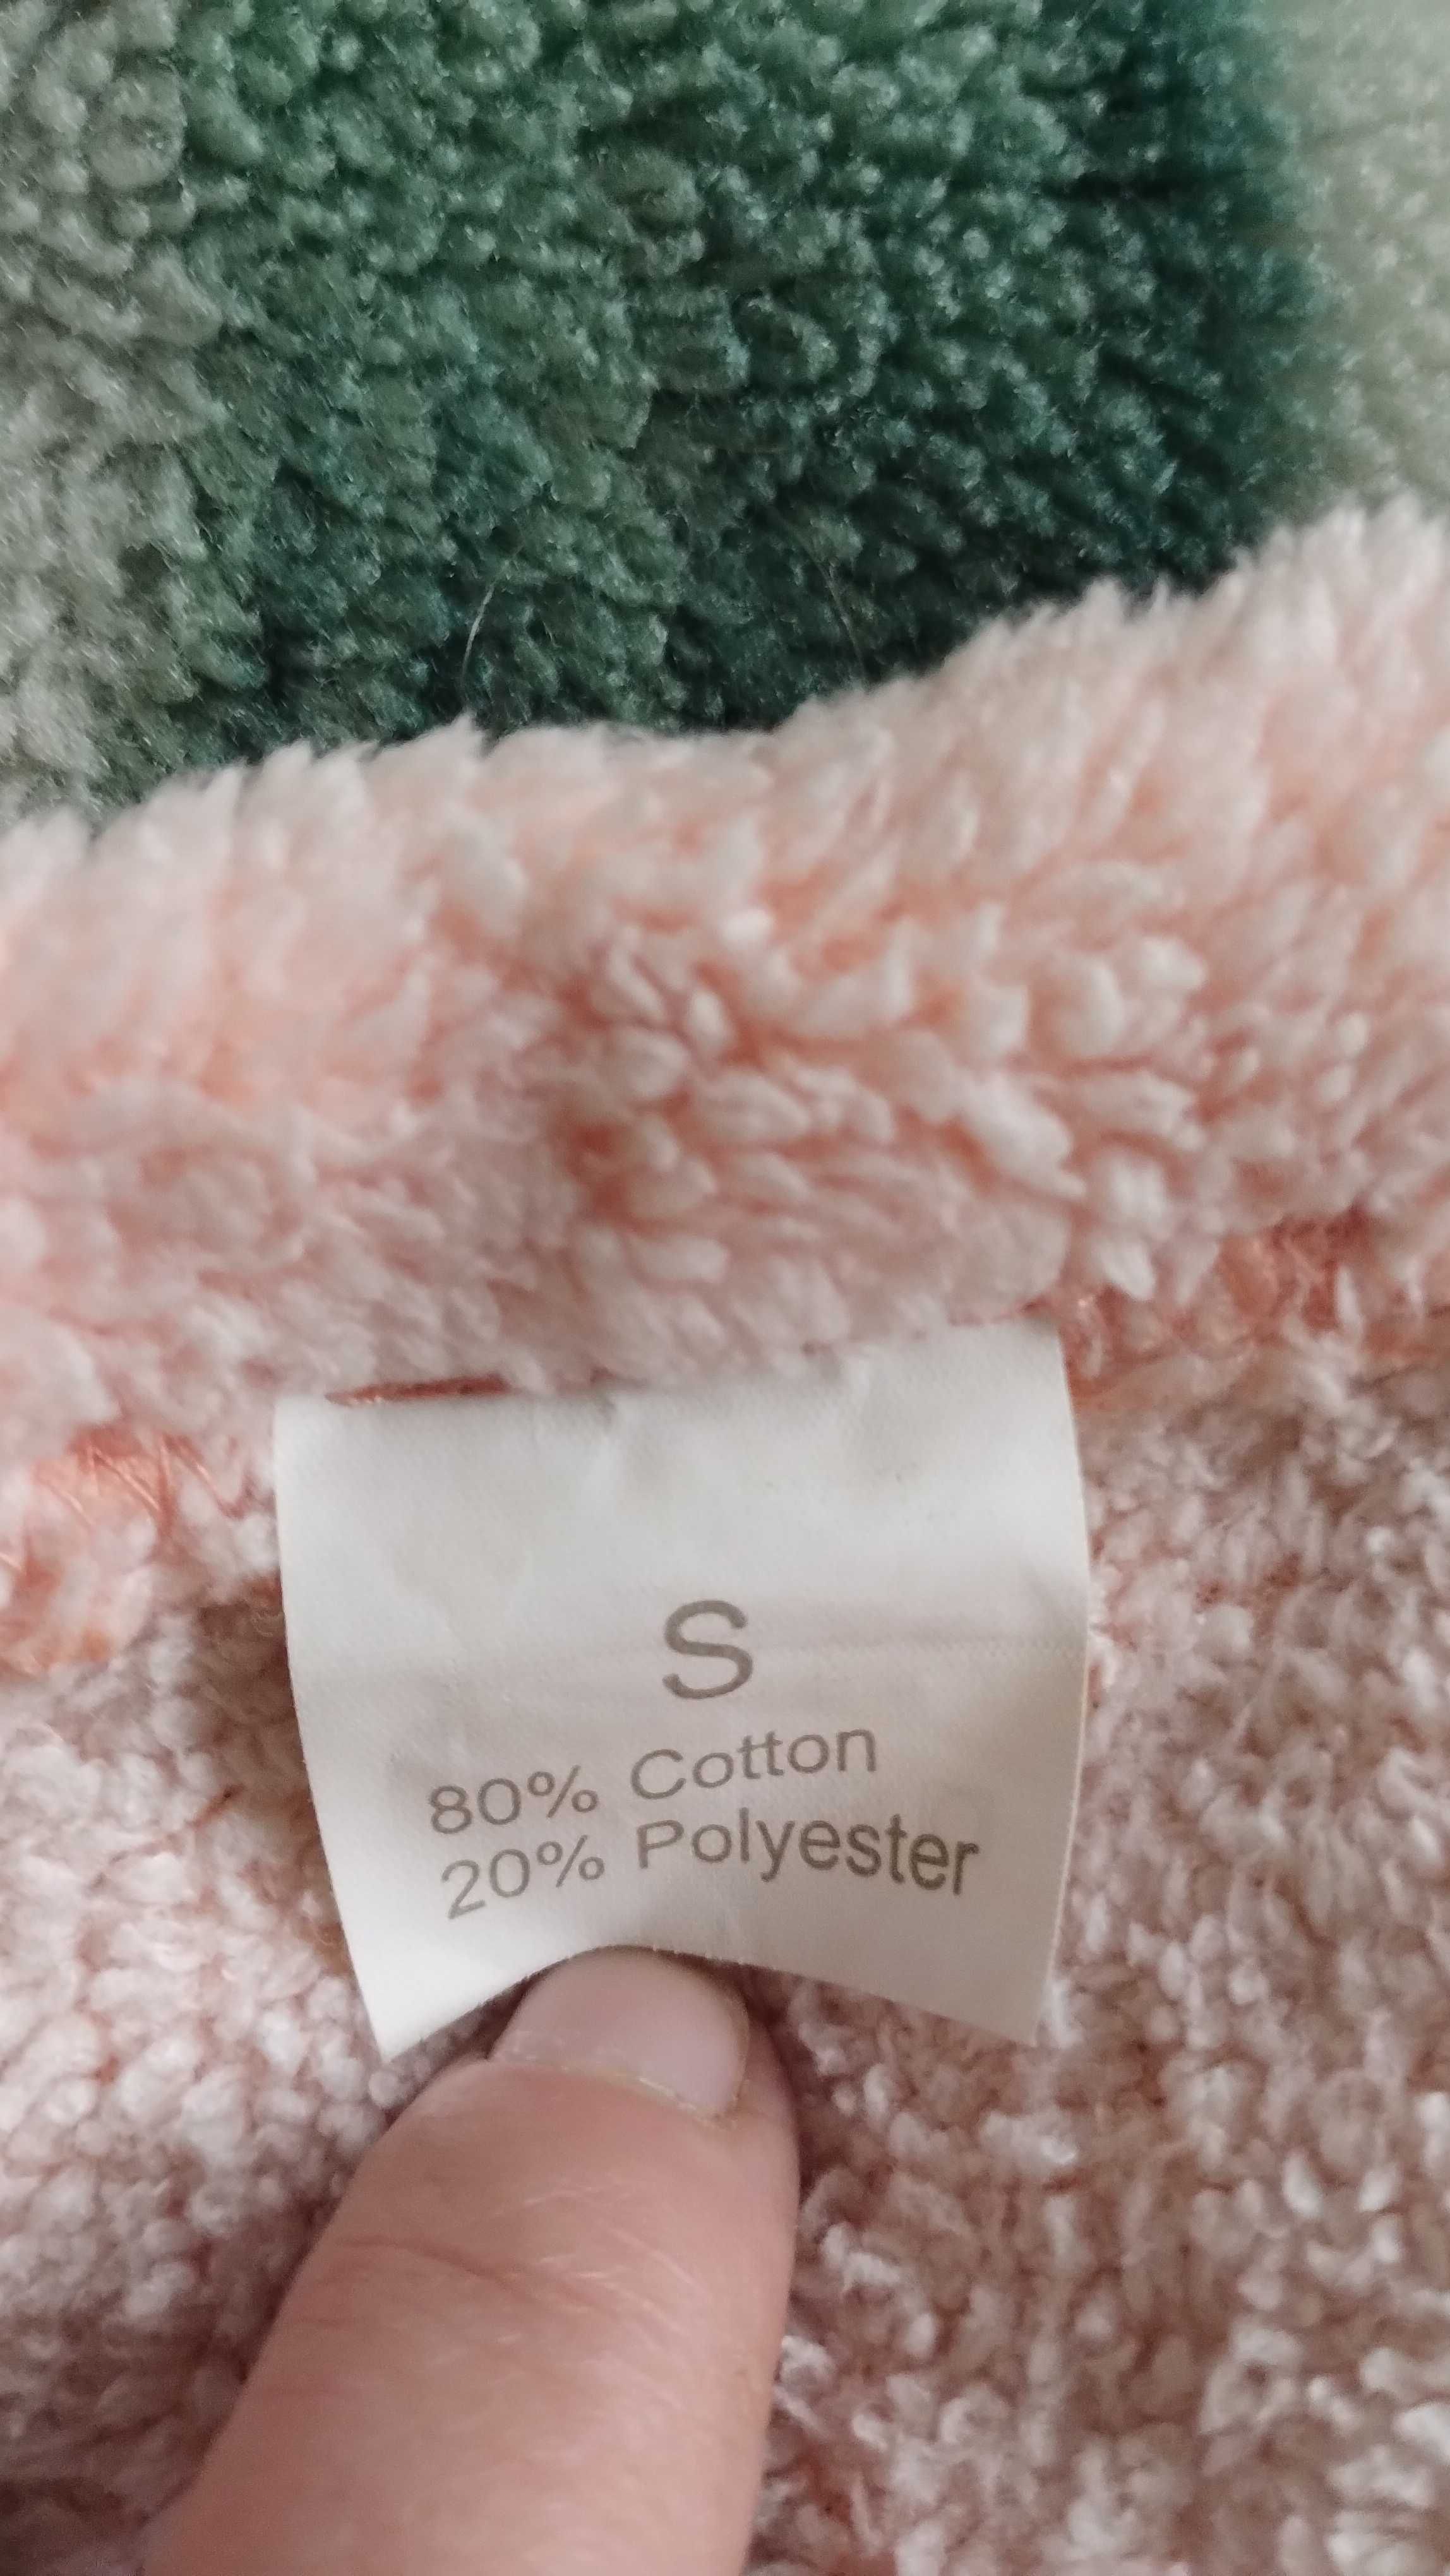 S
80% Cotton
20% Polyester